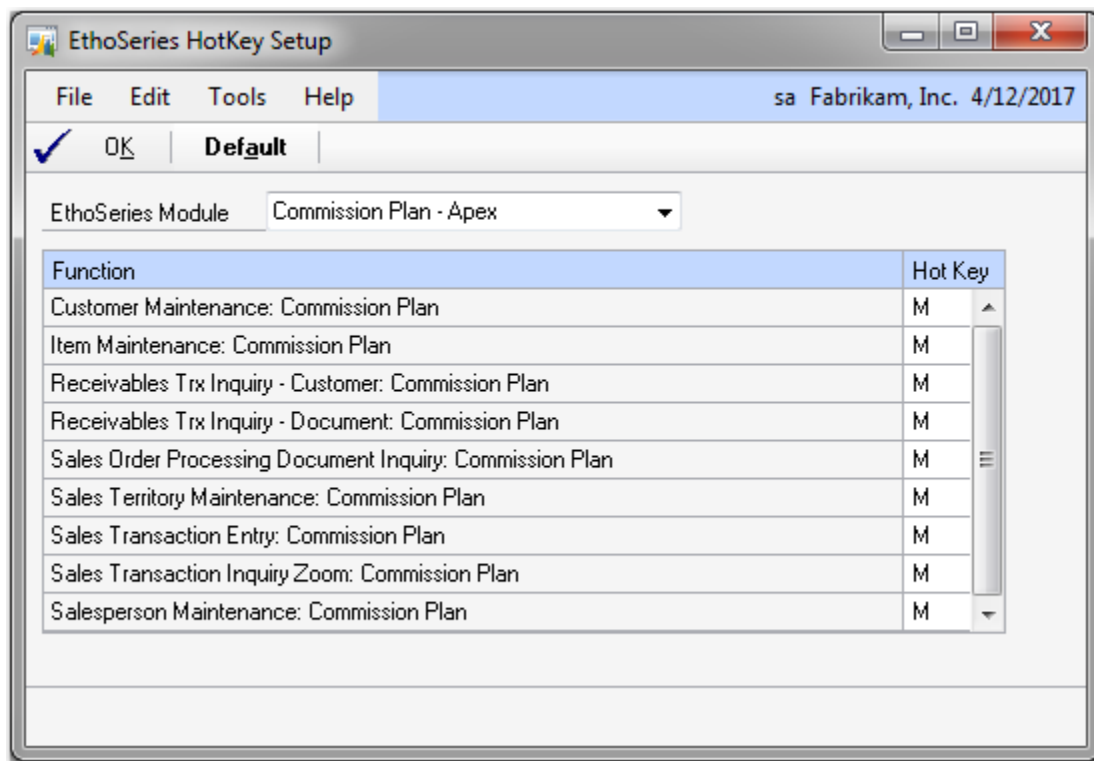 EthoSeries HotKey Setup
File Edit Tools Help sa Fabrikam, Inc. 4/12/2017
OK Default
EthoSeries Module Commission Plan - Apex
Function Hot Key
Customer Maintenance: Commission Plan M
Item Maintenance: Commission Plan M
Receivables Trx Inquiry - Customer: Commission Plan M
Receivables Trx Inquiry - Document: Commission Plan M
Sales Order Processing Document Inquiry: Commission Plan M
Sales Territory Maintenance: Commission Plan M
Sales Transaction Entry: Commission Plan M
Sales Transaction Inquiry Zoom: Commission Plan M
Salesperson Maintenance: Commission Plan M